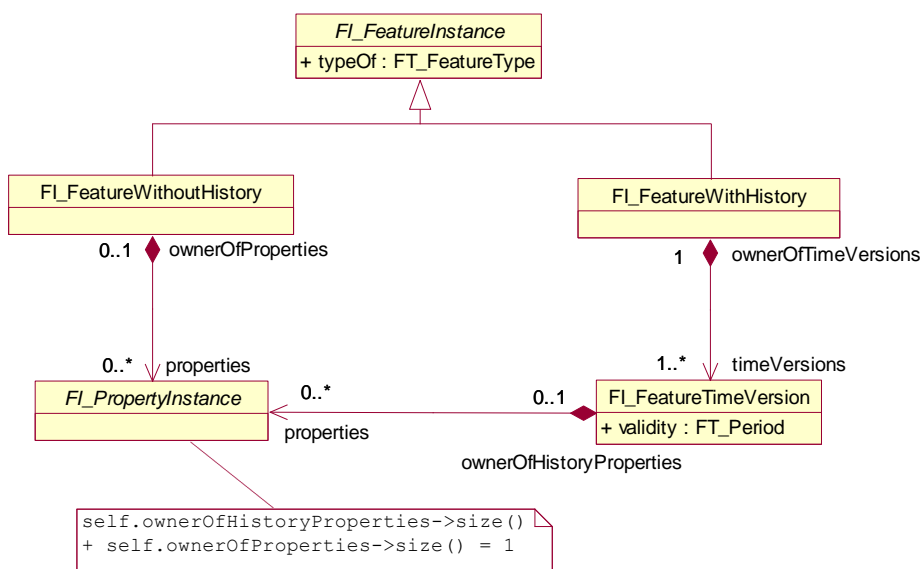 FI_FeatureInstance
+ typeOf : FT_FeatureType
FI_FeatureWithoutHistory
FI_FeatureWithHistory
0..1
ownerOfProperties
1
ownerOfTimeVersions
0..*
properties
1..*
timeVersions
FI_PropertyInstance
0..*
properties
0..1
ownerOfHistoryProperties
FI_FeatureTimeVersion
+ validity : FT_Period
self.ownerOfHistoryProperties->size()
+ self.ownerOfProperties->size() = 1